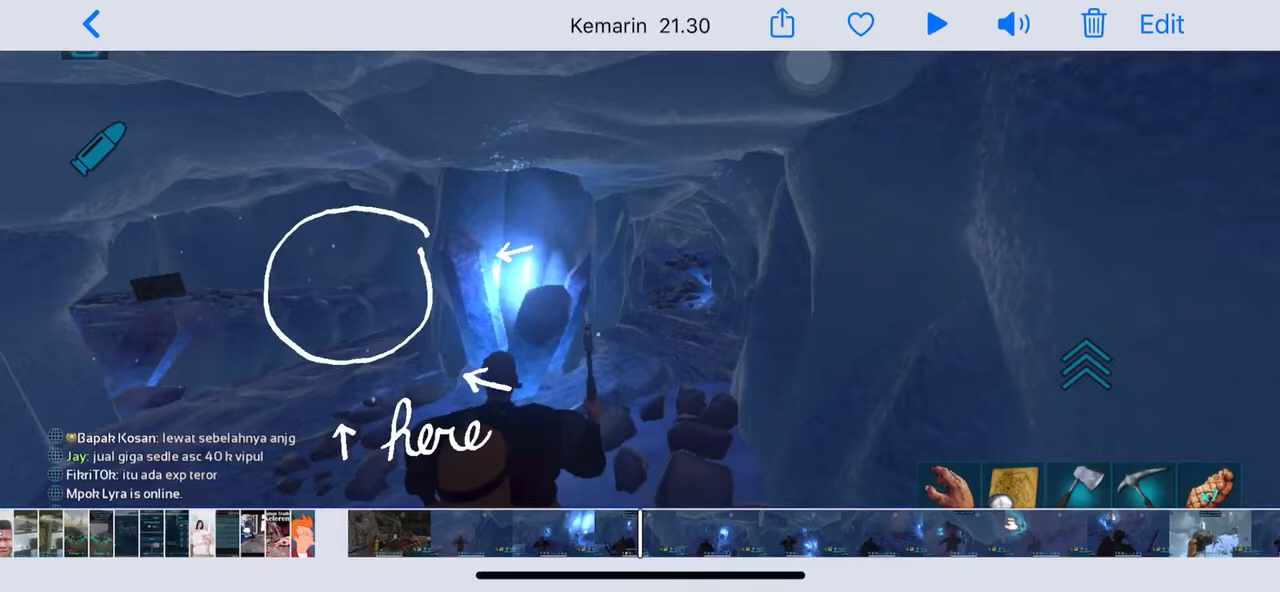 Kemarin 21.30
Edit
here
Bapak Kosan: lewat sebelahnya anjg
Jay: jual giga sedle asc 40 k vipul
FikriTOk: itu ada exp teror
Mpok Lyra is online.
x7